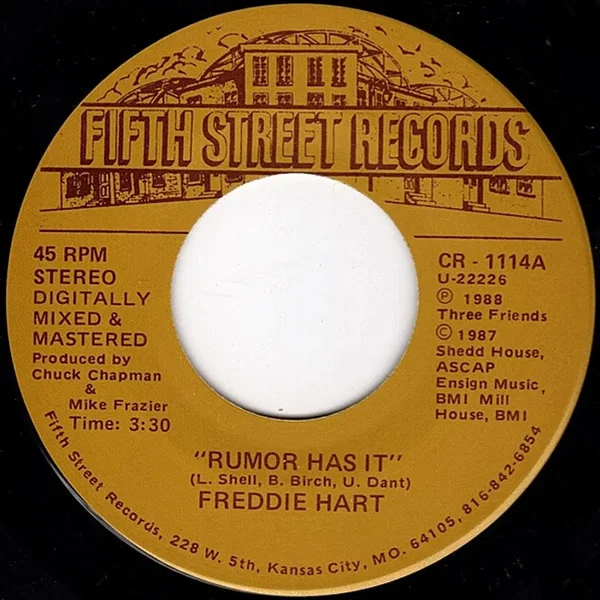 FIFTH STREET RECORDS
45 RPM
STEREO
DIGITALLY
MIXED &
MASTERED
Produced by
Chuck Chapman
&
Mike Frazier
Time: 3:30
CR - 1114A
U-22226
Ⓟ 1988
Three Friends
© 1987
Shedd House,
ASCAP
Ensign Music,
BMI Mill
House, BMI
"RUMOR HAS IT"
(L. Shell, B. Birch, U. Dant)
FREDDIE HART
Fifth Street Records, 228 W. 5th, Kansas City, MO. 64105, 816-842-6854